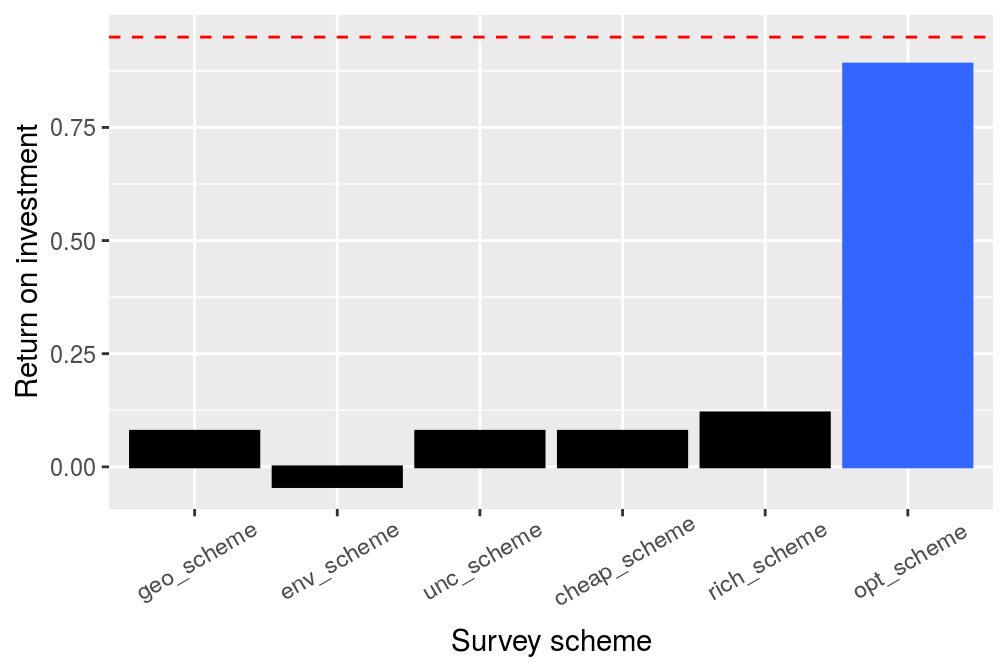 Return on investment
0.75
0.50
0.25
0.00
geo_scheme
env_scheme
unc_scheme
cheap_scheme
rich_scheme
opt_scheme
Survey scheme